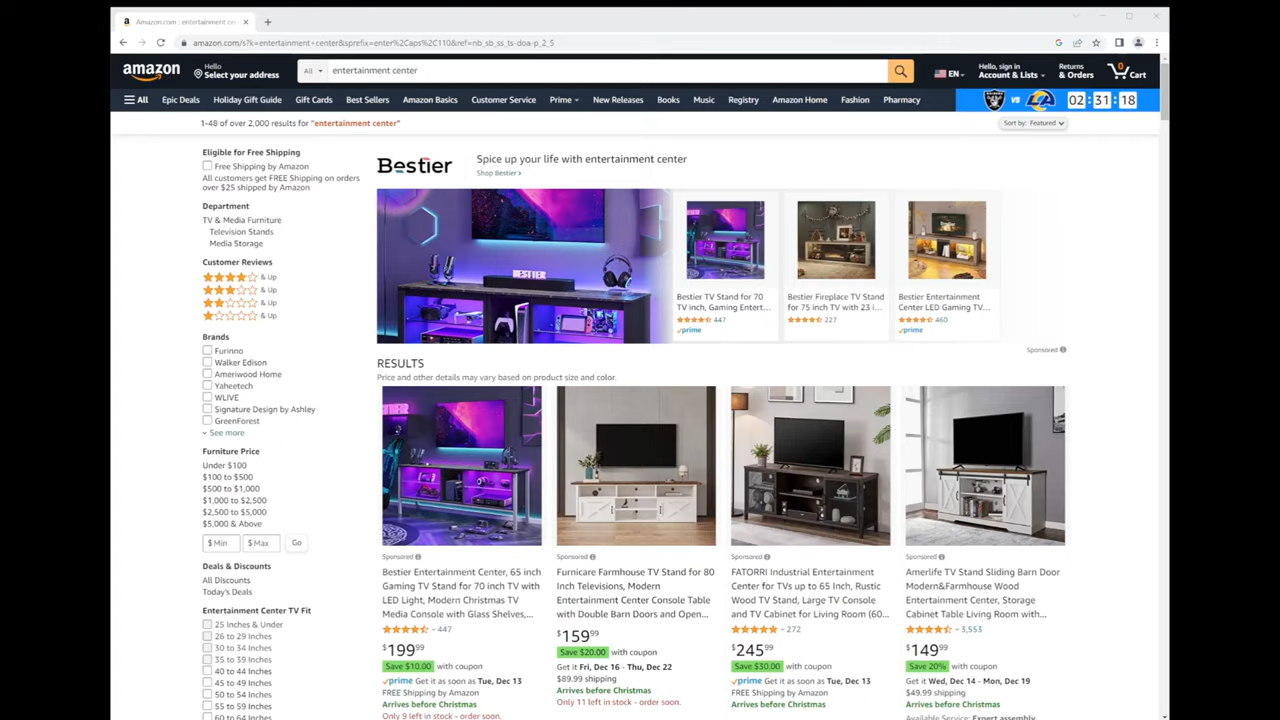 Amazon.com : entertainment cen
amazon.com/s?k=entertainment+center&sprefix=enter%2Caps%2C110&ref=nb_sb_ss_ts-doa-p_2_5
amazon
Hello
Select your address
All
entertainment center
EN
Hello, sign in
Account & Lists
Returns
& Orders
0
Cart
All
Epic Deals
Holiday Gift Guide
Gift Cards
Best Sellers
Amazon Basics
Customer Service
Prime
New Releases
Books
Music
Registry
Amazon Home
Fashion
Pharmacy
VS
02:31:18
1-48 of over 2,000 results for "entertainment center"
Sort by: Featured
Eligible for Free Shipping
Free Shipping by Amazon
All customers get FREE Shipping on orders
over $25 shipped by Amazon
Department
TV & Media Furniture
Television Stands
Media Storage
Customer Reviews
& Up
& Up
& Up
& Up
Brands
Furinno
Walker Edison
Ameriwood Home
Yaheetech
WLIVE
Signature Design by Ashley
GreenForest
See more
Furniture Price
Under $100
$100 to $500
$500 to $1,000
$1,000 to $2,500
$2,500 to $5,000
$5,000 & Above
$ Min
$ Max
Go
Deals & Discounts
All Discounts
Today's Deals
Entertainment Center TV Fit
25 Inches & Under
26 to 29 Inches
30 to 34 Inches
35 to 39 Inches
40 to 44 Inches
45 to 49 Inches
50 to 54 Inches
55 to 59 Inches
60 to 64 Inches
Bestier
Spice up your life with entertainment center
Shop Bestier ›
BESTIER
Bestier TV Stand for 70
TV inch, Gaming Entert...
447
prime
Bestier Fireplace TV Stand
for 75 inch TV with 23 i...
227
Bestier Entertainment
Center LED Gaming TV...
460
prime
Sponsored
RESULTS
Price and other details may vary based on product size and color.
Sponsored
Bestier Entertainment Center, 65 inch
Gaming TV Stand for 70 inch TV with
LED Light, Modern Christmas TV
Media Console with Glass Shelves,...
447
$199.99
Save $10.00 with coupon
prime Get it as soon as Tue, Dec 13
FREE Shipping by Amazon
Arrives before Christmas
Only 9 left in stock - order soon.
Sponsored
Furnicare Farmhouse TV Stand for 80
Inch Televisions, Modern
Entertainment Center Console Table
with Double Barn Doors and Open...
$159.99
Save $20.00 with coupon
Get it Fri, Dec 16 - Thu, Dec 22
$89.99 shipping
Arrives before Christmas
Only 11 left in stock - order soon.
Sponsored
FATORRI Industrial Entertainment
Center for TVs up to 65 Inch, Rustic
Wood TV Stand, Large TV Console
and TV Cabinet for Living Room (60...
272
$245.99
Save $30.00 with coupon
prime Get it as soon as Tue, Dec 13
FREE Shipping by Amazon
Arrives before Christmas
Sponsored
Amerlife TV Stand Sliding Barn Door
Modern&Farmhouse Wood
Entertainment Center, Storage
Cabinet Table Living Room with...
3,553
$149.99
Save 20% with coupon
Get it Wed, Dec 14 - Mon, Dec 19
$49.99 shipping
Arrives before Christmas
Available Service: Expert assembly